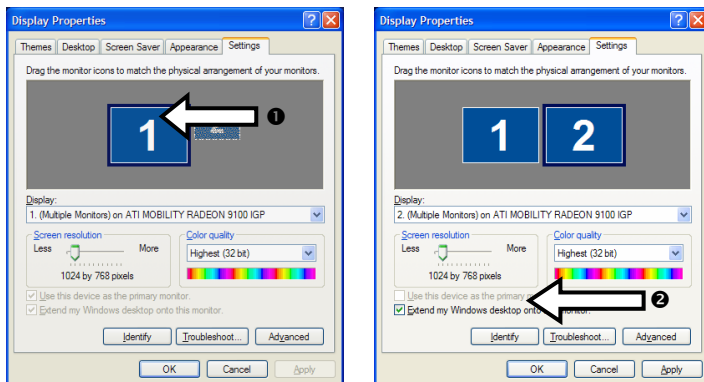 Display Properties
Themes Desktop Screen Saver Appearance Settings
Drag the monitor icons to match the physical arrangement of your monitors.
1
❶
Display:
1. (Multiple Monitors) on ATI MOBILITY RADEON 9100 IGP
Screen resolution
Less More
1024 by 768 pixels
Color quality
Highest (32 bit)
Use this device as the primary monitor.
Extend my Windows desktop onto this monitor.
Identify Troubleshoot... Advanced
OK Cancel Apply
Display Properties
Themes Desktop Screen Saver Appearance Settings
Drag the monitor icons to match the physical arrangement of your monitors.
1 2
Display:
2. (Multiple Monitors) on ATI MOBILITY RADEON 9100 IGP
Screen resolution
Less More
1024 by 768 pixels
Color quality
Highest (32 bit)
Use this device as the primary
❷
Extend my Windows desktop onto monitor.
Identify Troubleshoot... Advanced
OK Cancel Apply